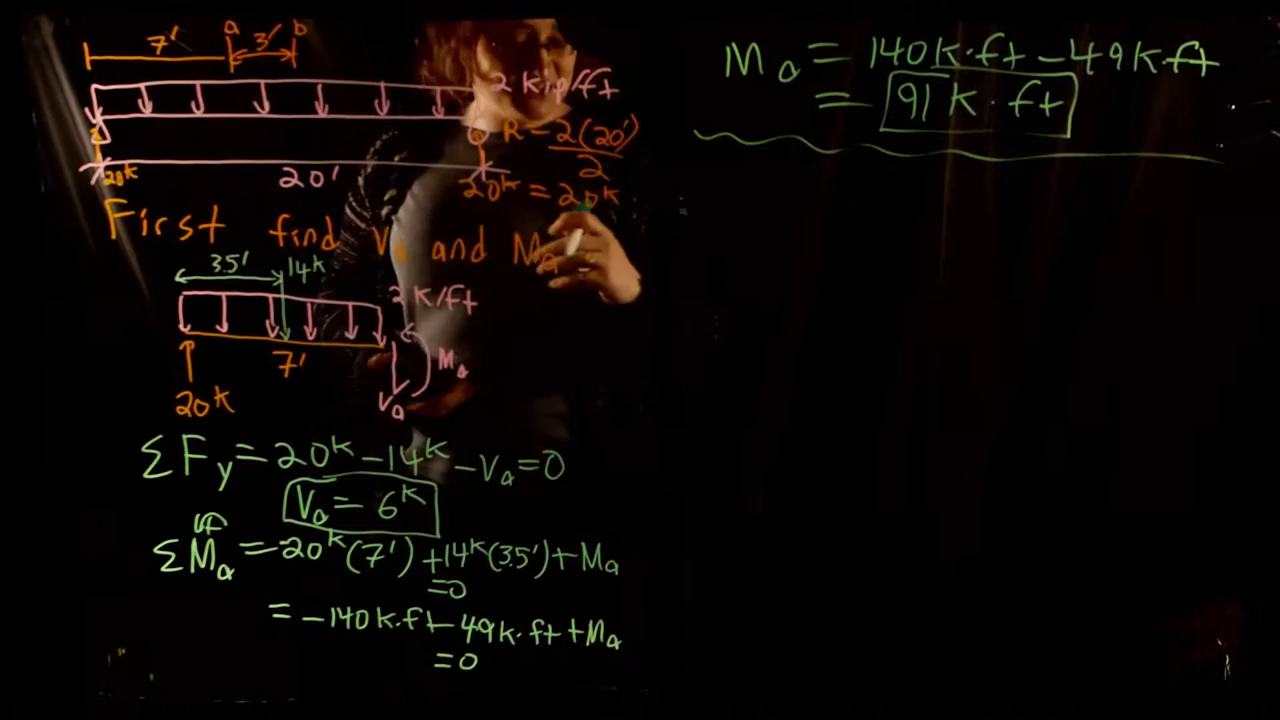 a b
7' 3'
2 Kip/ft
R = 2(20')
2
20k 20' 20k = 20k
First find Va and Ma
3.5' 14k
2 K/ft
7' Ma
20k Va
ΣFy = 20k - 14k - Va = 0
Va = 6k
ΣMa = -20k(7') + 14k(3.5') + Ma
= 0
= -140 k·ft - 49 k·ft + Ma
= 0
Ma = 140 k·ft - 49 k ft
= 91 k · ft